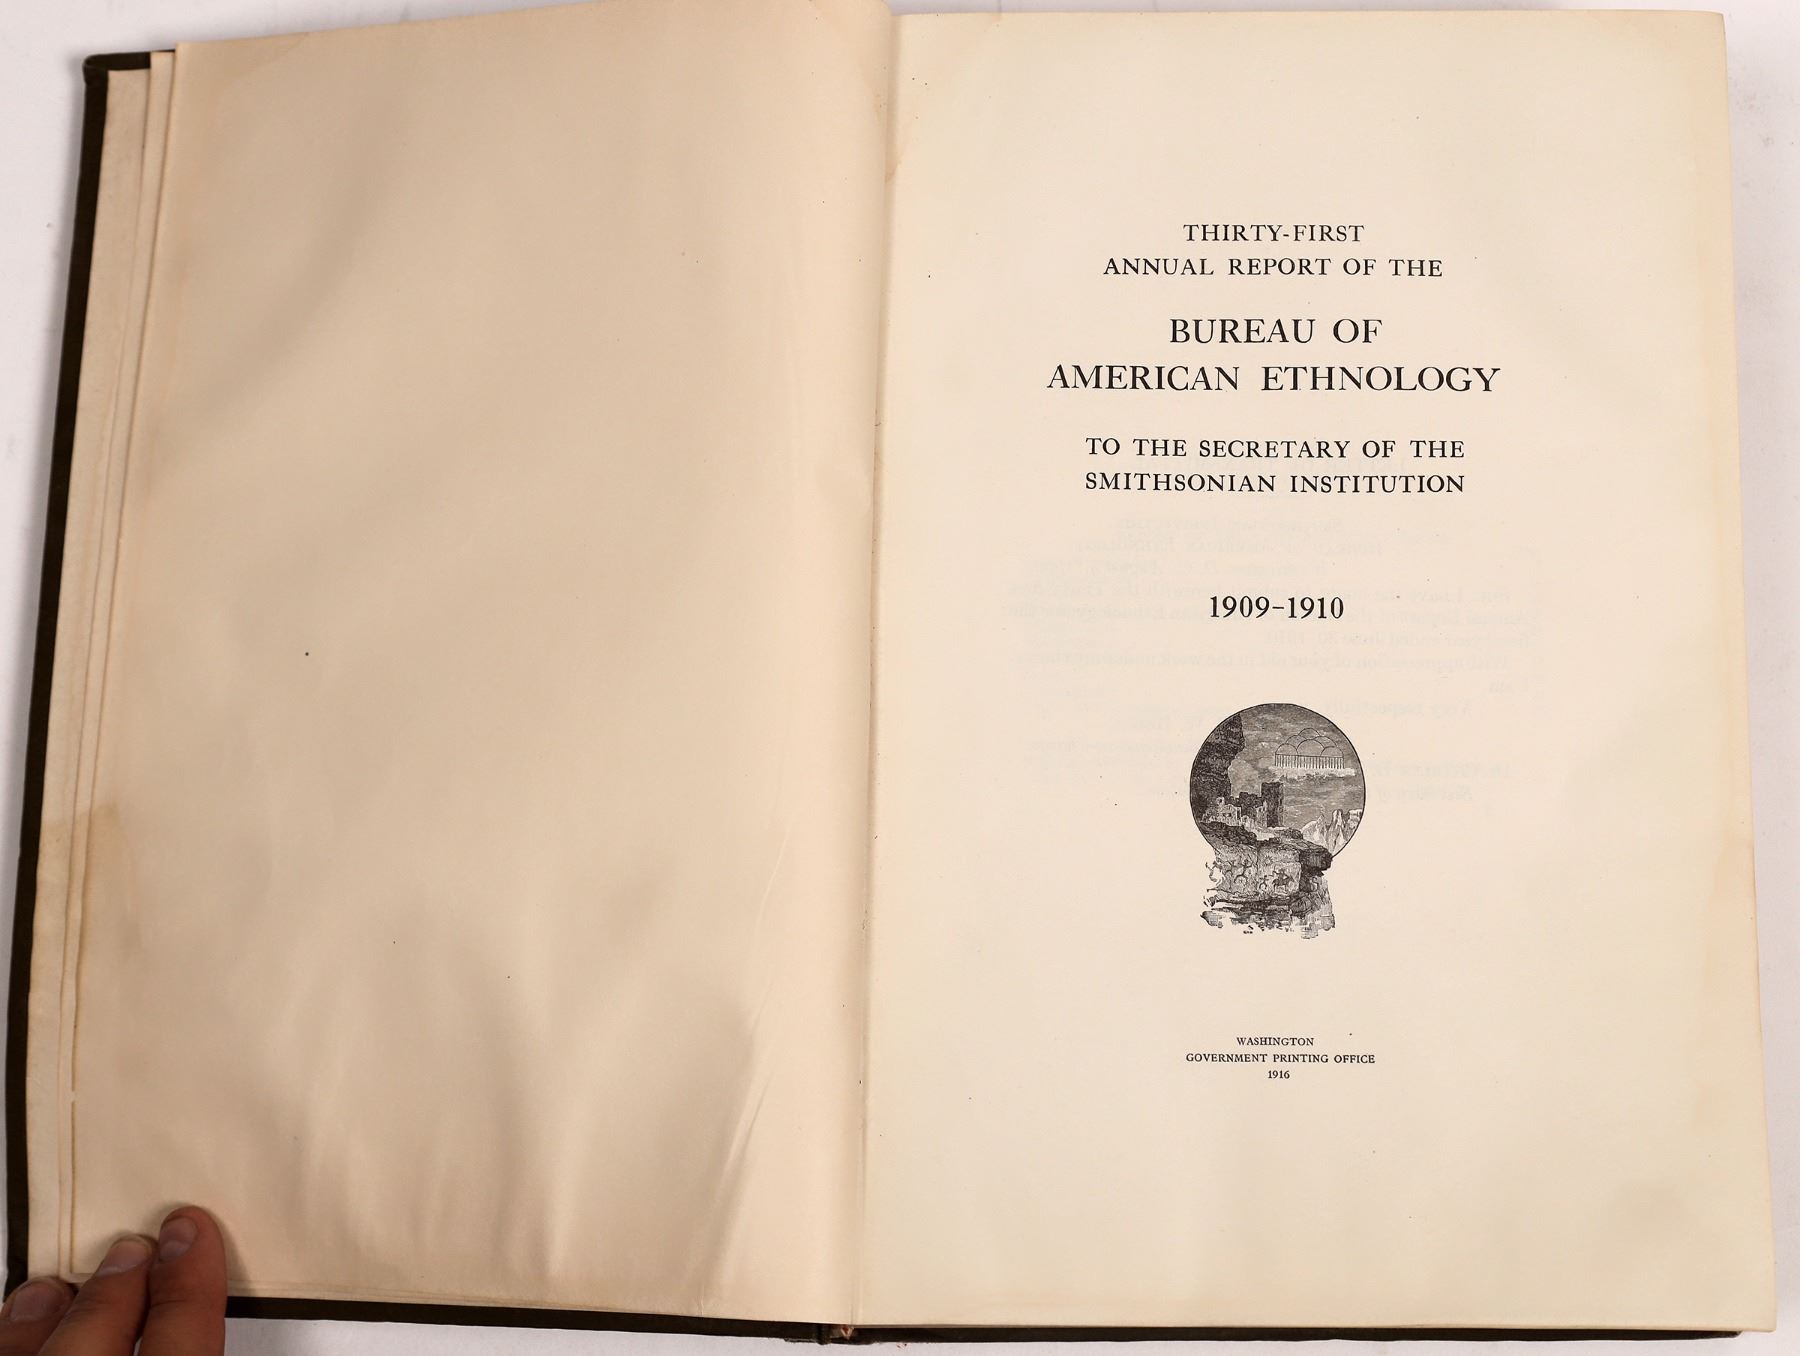 THIRTY-FIRST
ANNUAL REPORT OF THE
BUREAU OF
AMERICAN ETHNOLOGY
TO THE SECRETARY OF THE
SMITHSONIAN INSTITUTION
1909-1910
WASHINGTON
GOVERNMENT PRINTING OFFICE
1916